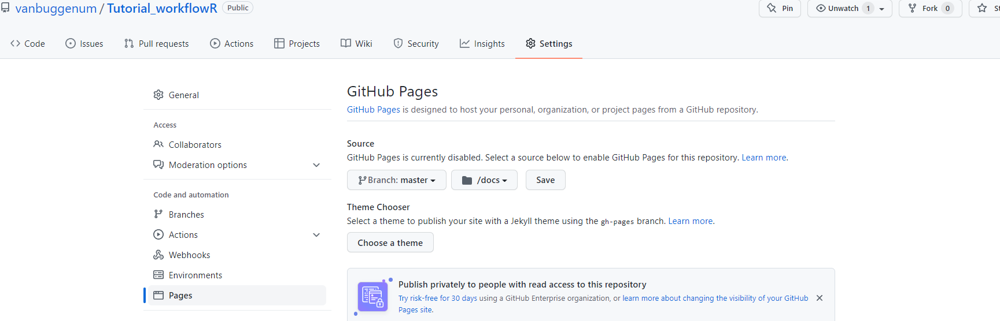 vanbuggenum / Tutorial_workflowR Public
Pin
Unwatch 1
Fork 0
Code
Issues
Pull requests
Actions
Projects
Wiki
Security
Insights
Settings
General
Access
Collaborators
Moderation options
Code and automation
Branches
Actions
Webhooks
Environments
Pages
GitHub Pages
GitHub Pages is designed to host your personal, organization, or project pages from a GitHub repository.
Source
GitHub Pages is currently disabled. Select a source below to enable GitHub Pages for this repository. Learn more.
Branch: master
/docs
Save
Theme Chooser
Select a theme to publish your site with a Jekyll theme using the gh-pages branch. Learn more.
Choose a theme
Publish privately to people with read access to this repository
Try risk-free for 30 days using a GitHub Enterprise organization, or learn more about changing the visibility of your GitHub
Pages site.